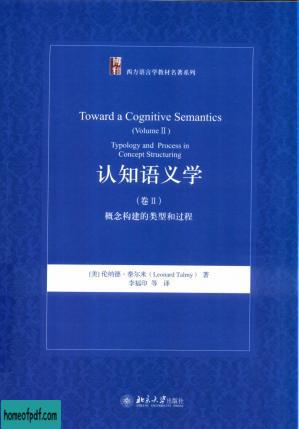 博雅
西方语言学教材名著系列
Toward a Cognitive Semantics
(Volume Ⅱ)
Typology and Process in
Concept Structuring
认知语义学
(卷Ⅱ)
概念构建的类型和过程
[美] 伦纳德·泰尔米 (Leonard Talmy) 著
李福印 等 译
北京大学出版社
homeofpdf.com